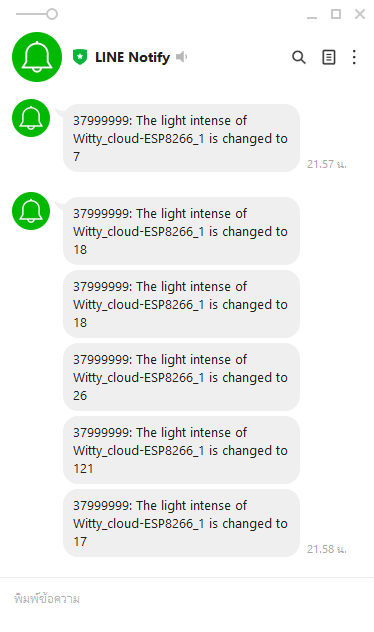 LINE Notify
37999999: The light intense of
Witty_cloud-ESP8266_1 is changed to
7
21.57 น.
37999999: The light intense of
Witty_cloud-ESP8266_1 is changed to
18
37999999: The light intense of
Witty_cloud-ESP8266_1 is changed to
18
37999999: The light intense of
Witty_cloud-ESP8266_1 is changed to
26
37999999: The light intense of
Witty_cloud-ESP8266_1 is changed to
121
37999999: The light intense of
Witty_cloud-ESP8266_1 is changed to
17
21.58 น.
พิมพ์ข้อความ